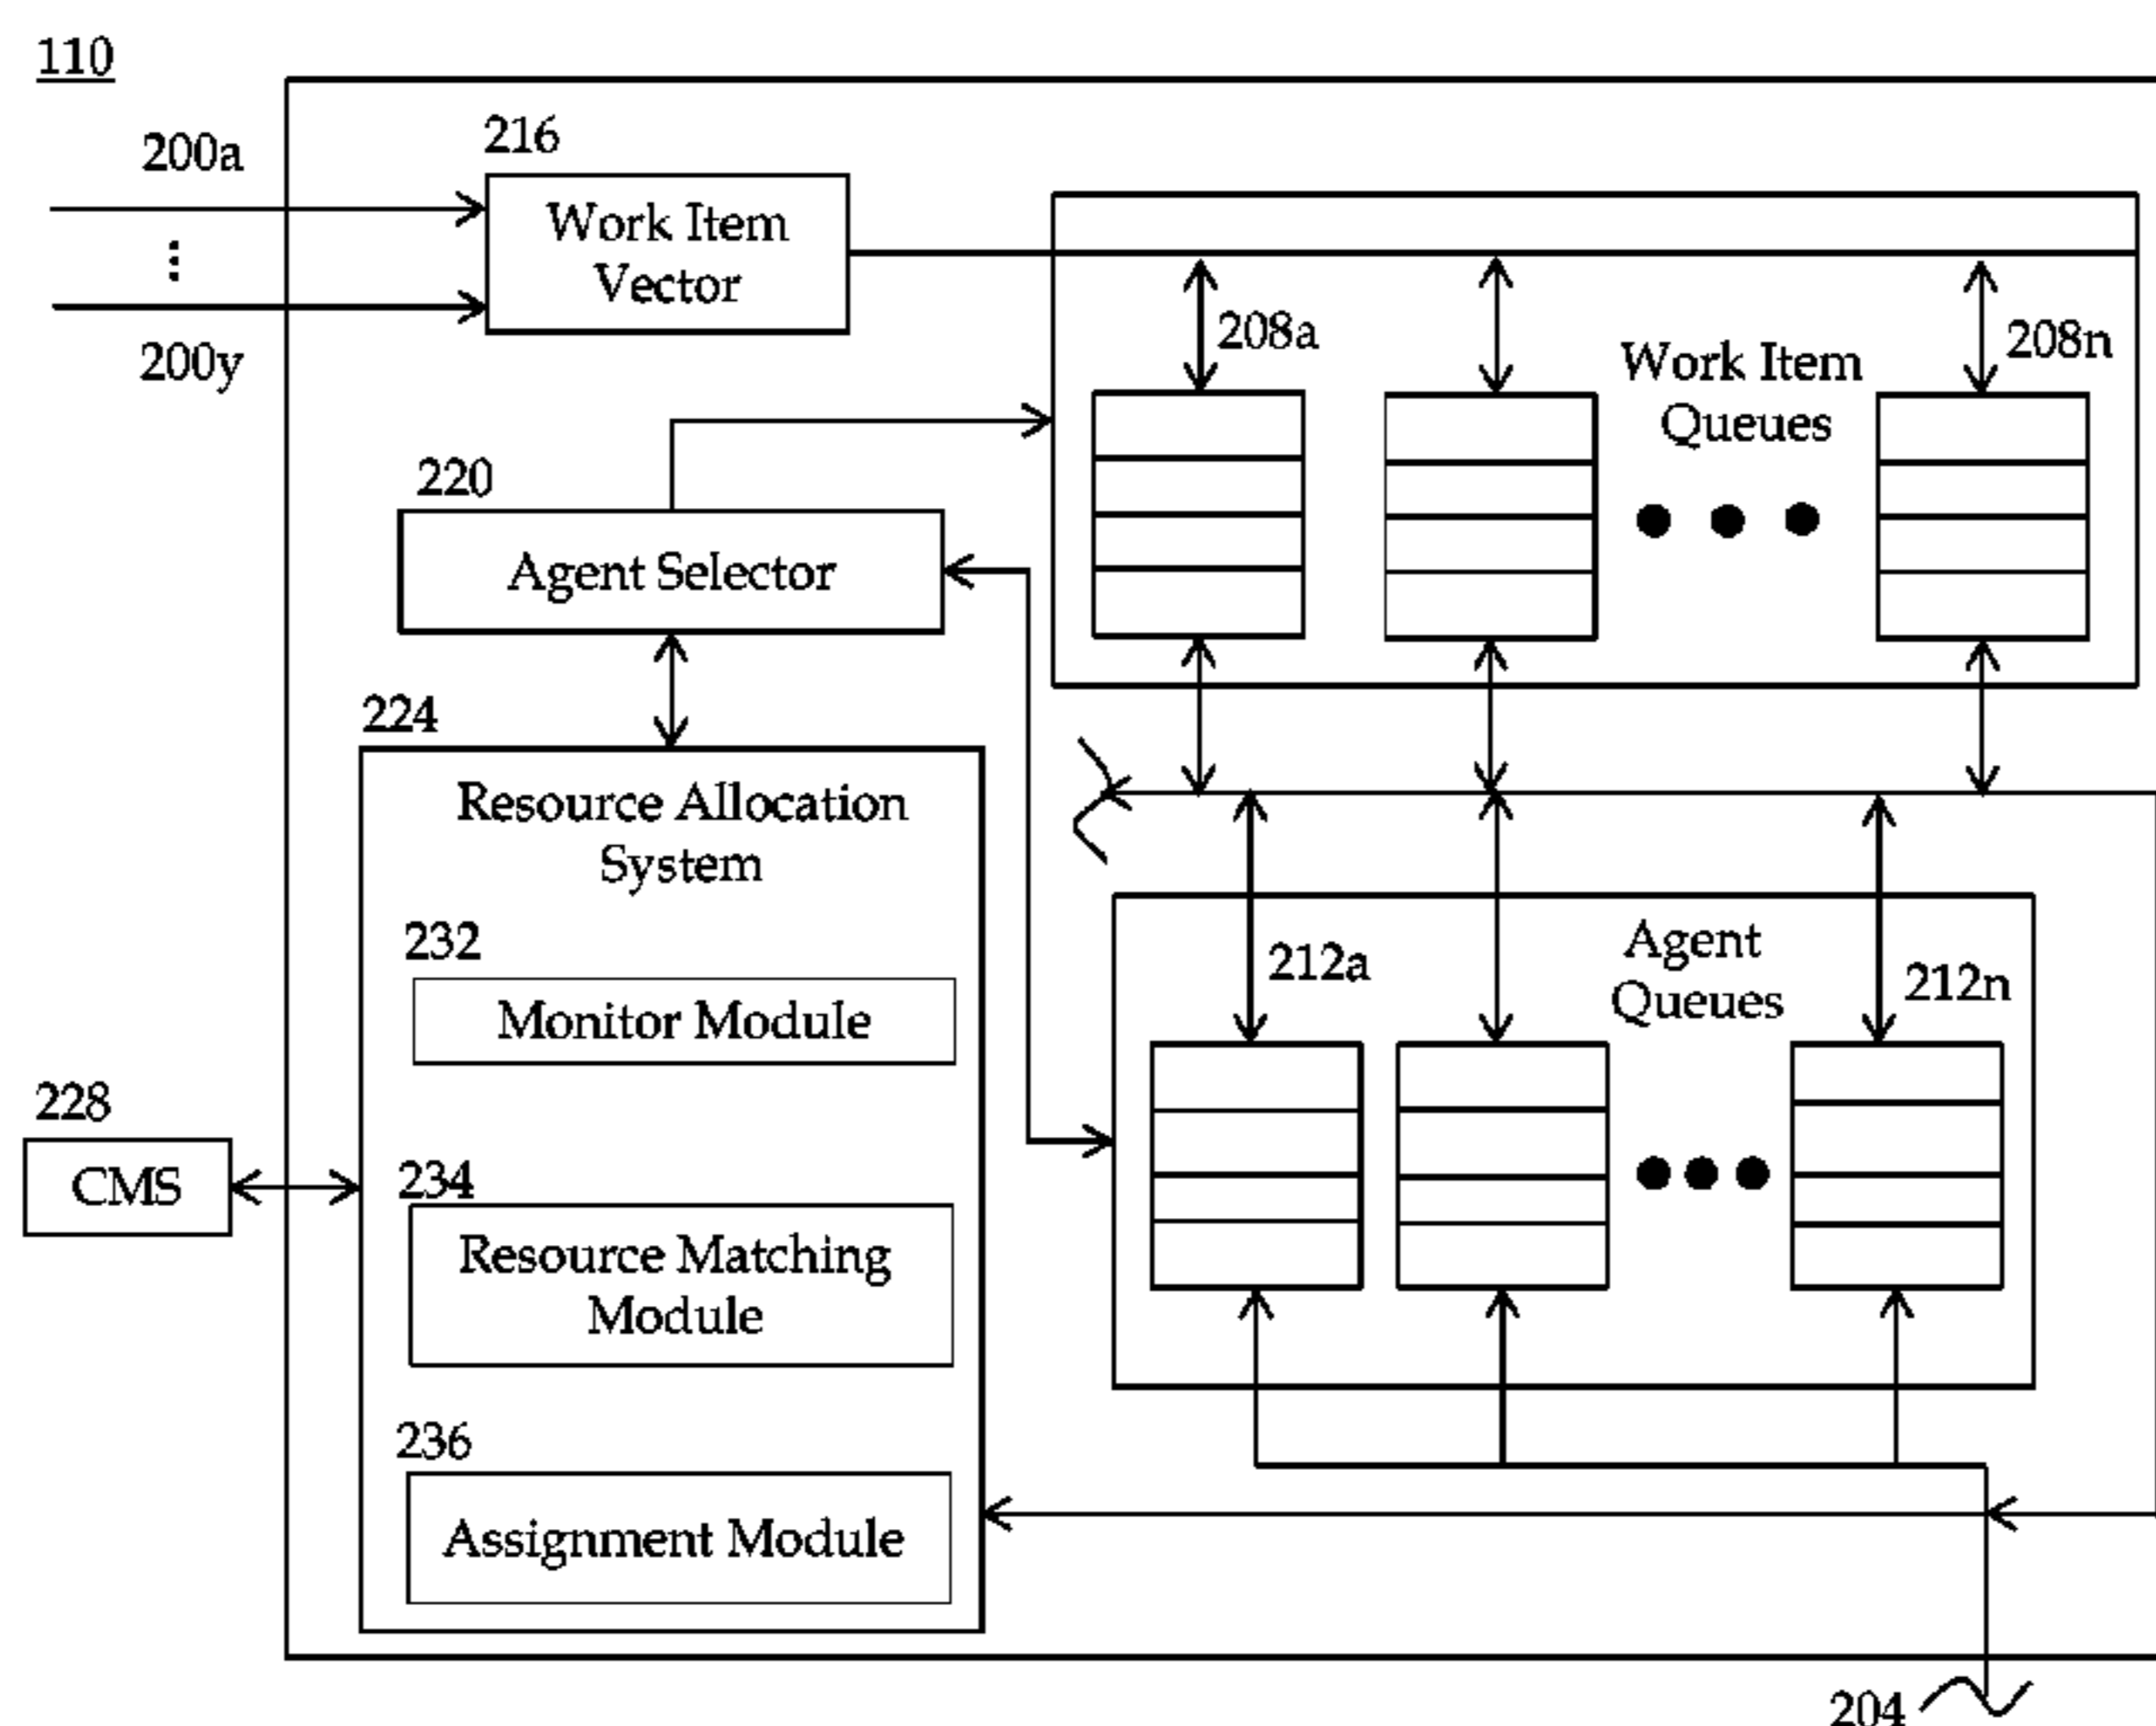 110
200a
200y
216
Work Item
Vector
208a
Work Item
Queues
208n
220
Agent Selector
224
Resource Allocation
System
232
Monitor Module
234
Resource Matching
Module
236
Assignment Module
228
CMS
212a
Agent
Queues
212n
204